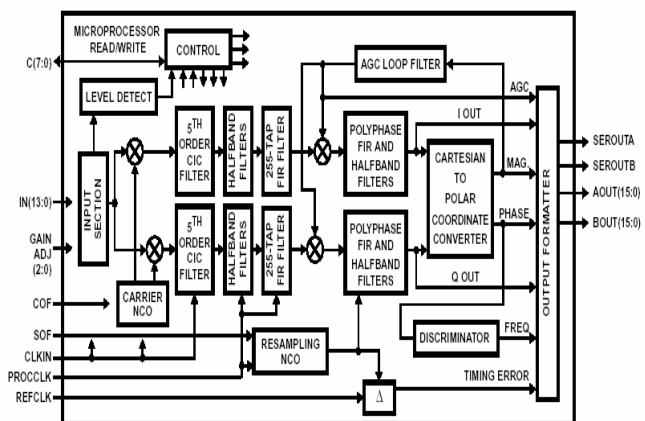 MICROPROCESSOR
READ/WRITE
C(7:0)
CONTROL
AGC LOOP FILTER
LEVEL DETECT
AGC
I OUT
5TH
ORDER
CIC
FILTER
HALFBAND
FILTERS
255-TAP
FIR FILTER
POLYPHASE
FIR AND
HALFBAND
FILTERS
CARTESIAN
TO
POLAR
COORDINATE
CONVERTER
MAG.
PHASE
OUTPUT FORMATTER
SEROUTA
SEROUTB
AOUT(15:0)
BOUT(15:0)
IN(13:0)
INPUT
SECTION
GAIN
ADJ
(2:0)
5TH
ORDER
CIC
FILTER
HALFBAND
FILTERS
255-TAP
FIR FILTER
POLYPHASE
FIR AND
HALFBAND
FILTERS
Q OUT
COF
CARRIER
NCO
SOF
CLKIN
PROCCLK
REFCLK
RESAMPLING
NCO
DISCRIMINATOR
FREQ
TIMING ERROR
Δ